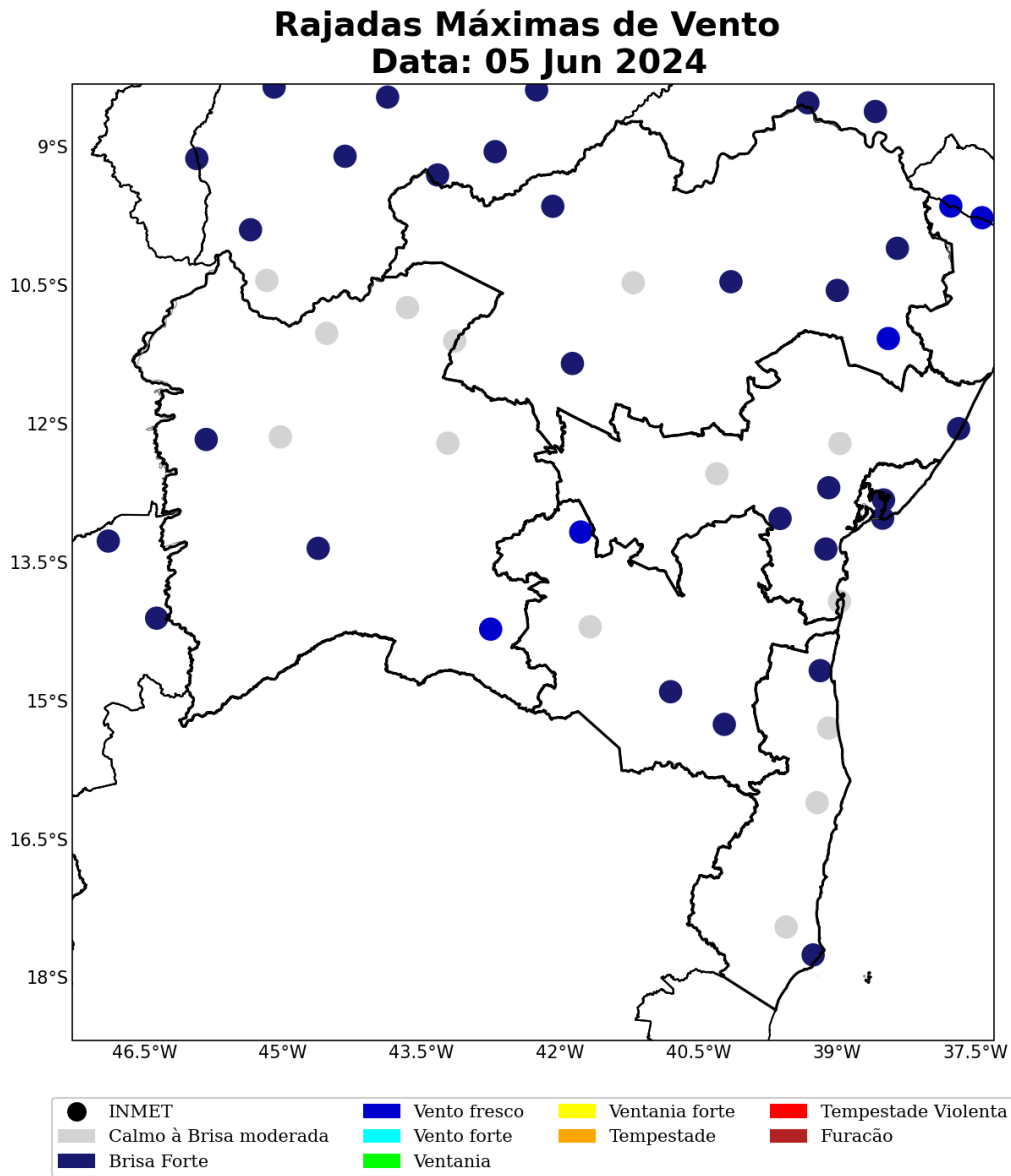 Rajadas Máximas de Vento
Data: 05 Jun 2024
9°S
10.5°S
12°S
13.5°S
15°S
16.5°S
18°S
46.5°W 45°W 43.5°W 42°W 40.5°W 39°W 37.5°W
INMET Vento fresco Ventania forte Tempestade Violenta
Calmo à Brisa moderada Vento forte Tempestade Furacão
Brisa Forte Ventania